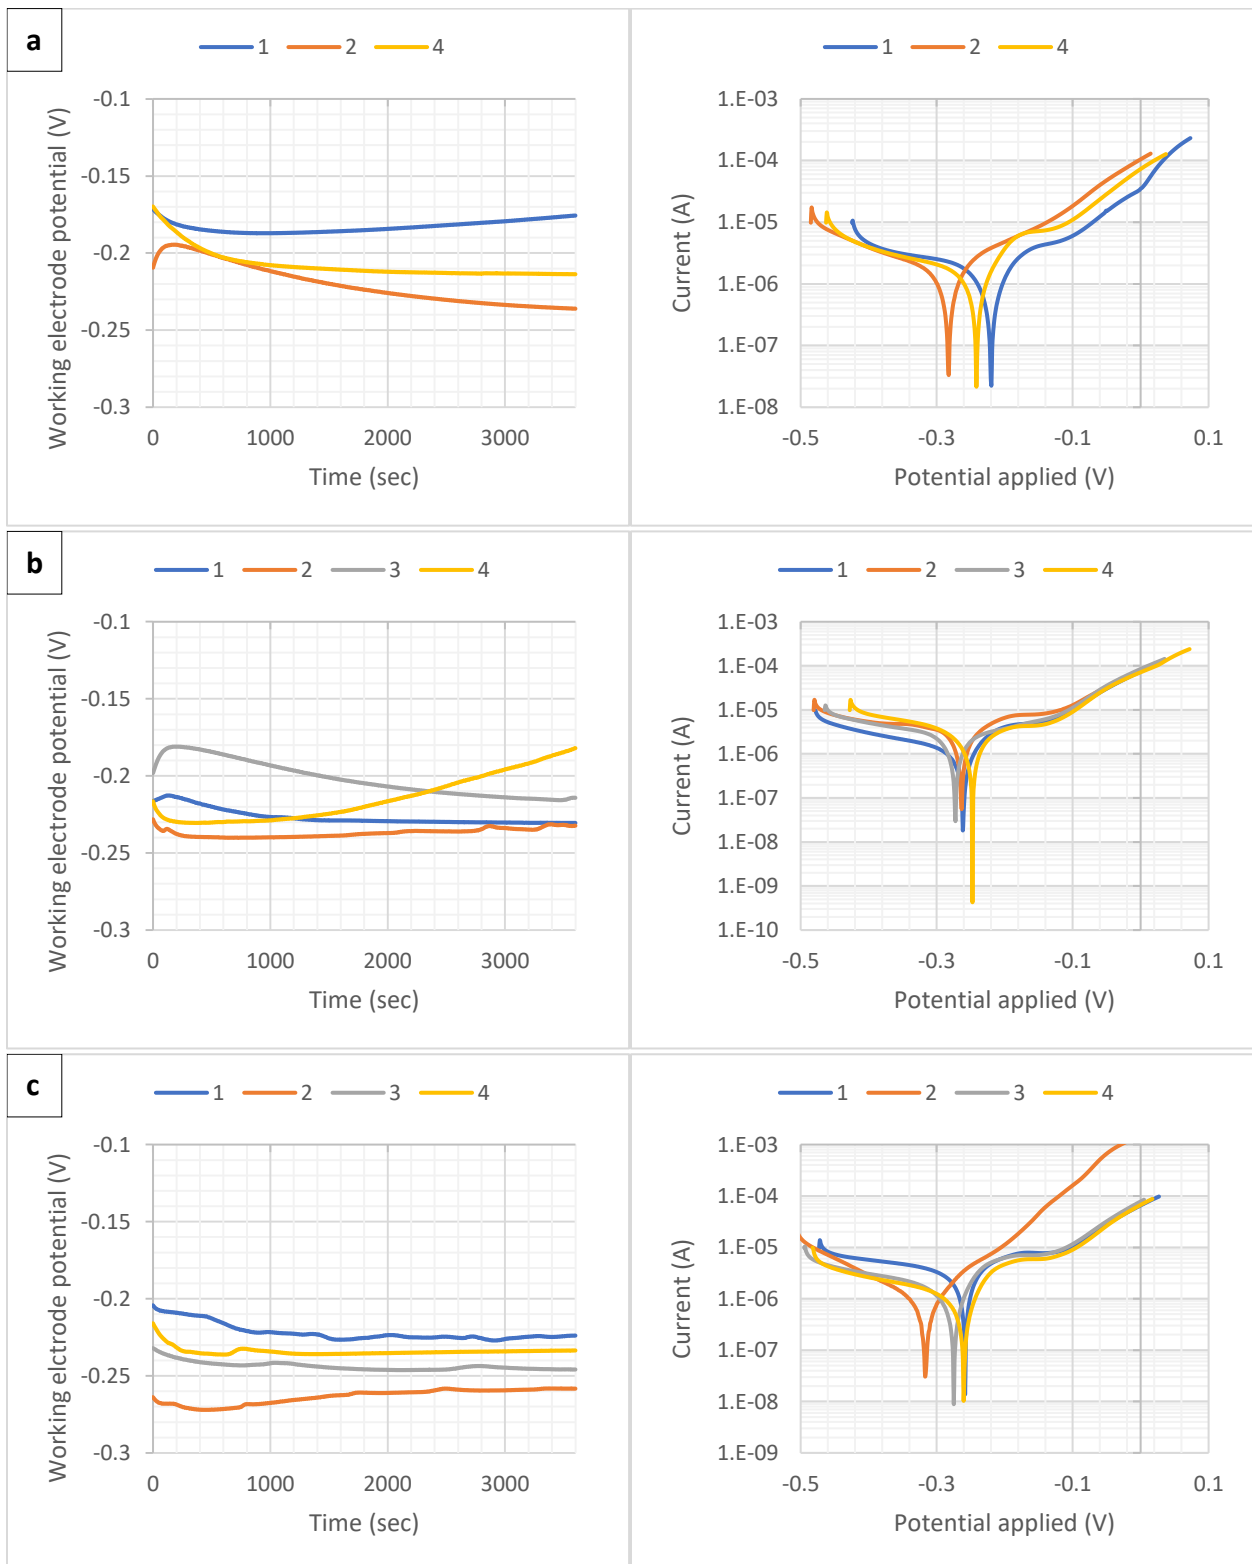 a
1 2 4
Working electrode potential (V)
-0.1
-0.15
-0.2
-0.25
-0.3
0 1000 2000 3000
Time (sec)
1 2 4
Current (A)
1.E-03
1.E-04
1.E-05
1.E-06
1.E-07
1.E-08
-0.5 -0.3 -0.1 0.1
Potential applied (V)
b
1 2 3 4
Working electrode potential (V)
-0.1
-0.15
-0.2
-0.25
-0.3
0 1000 2000 3000
Time (sec)
1 2 3 4
Current (A)
1.E-03
1.E-04
1.E-05
1.E-06
1.E-07
1.E-08
1.E-09
1.E-10
-0.5 -0.3 -0.1 0.1
Potential applied (V)
c
1 2 3 4
Working elctrode potential (V)
-0.1
-0.15
-0.2
-0.25
-0.3
0 1000 2000 3000
Time (sec)
1 2 3 4
Current (A)
1.E-03
1.E-04
1.E-05
1.E-06
1.E-07
1.E-08
1.E-09
-0.5 -0.3 -0.1 0.1
Potential applied (V)